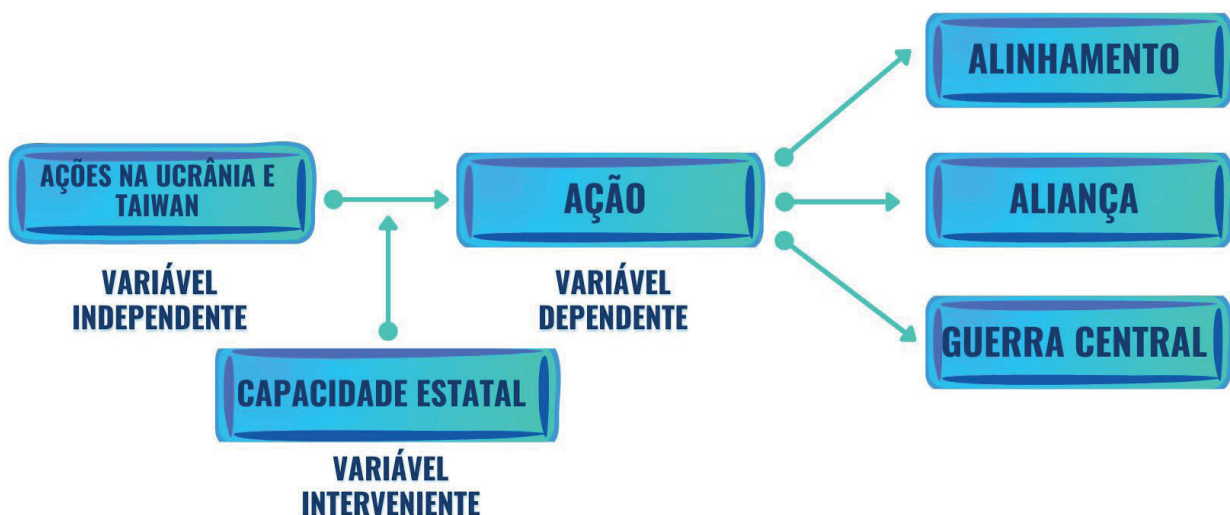 AÇÕES NA UCRÂNIA E
TAIWAN
VARIÁVEL
INDEPENDENTE
CAPACIDADE ESTATAL
VARIÁVEL
INTERVENIENTE
AÇÃO
VARIÁVEL
DEPENDENTE
ALINHAMENTO
ALIANÇA
GUERRA CENTRAL